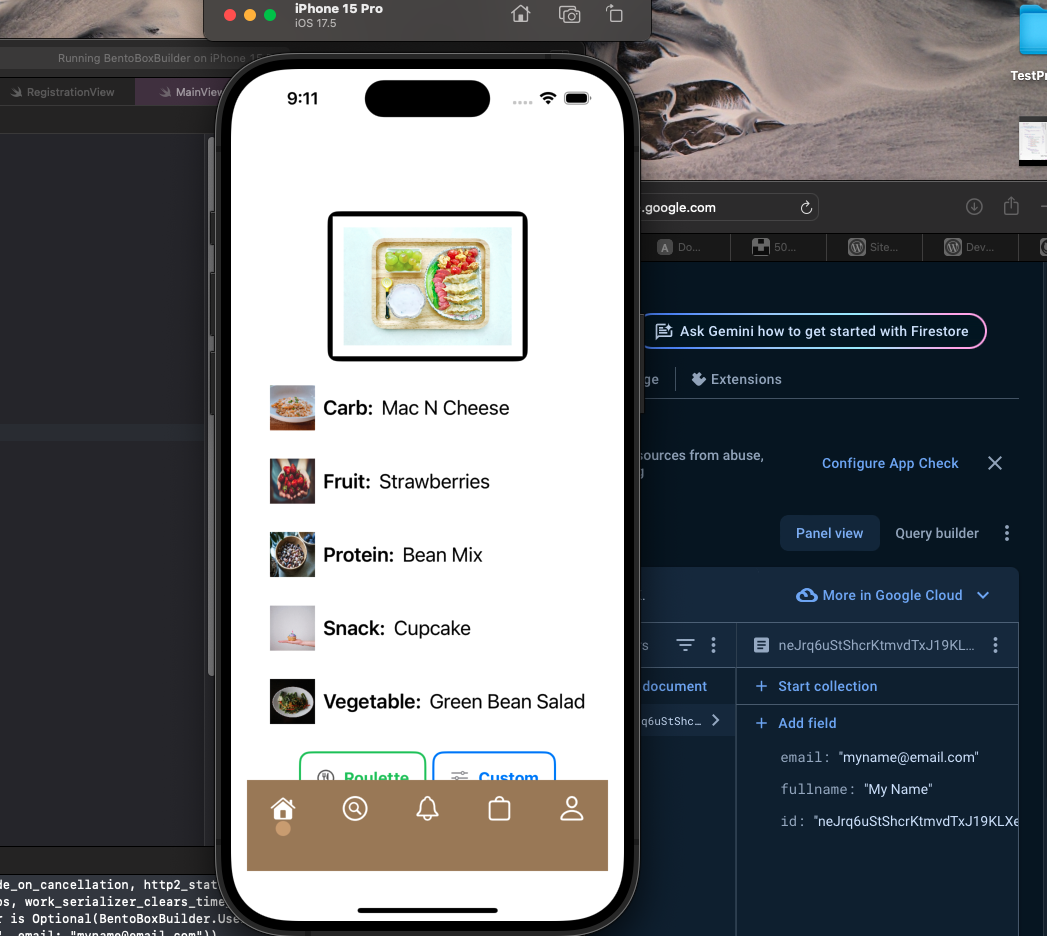 iPhone 15 Pro
iOS 17.5
Running BentoBoxBuilder on iPhone 15
RegistrationView
MainView
TestPr
9:11
.google.com
A Do...
50...
Site...
Dev...
Ask Gemini how to get started with Firestore
ge
Extensions
sources from abuse,
g
Configure App Check
Panel view
Query builder
More in Google Cloud
s
neJrq6uStShcrKtmvdTxJ19KL...
document
Start collection
q6uStShc...
Add field
email: "myname@email.com"
fullname: "My Name"
id: "neJrq6uStShcrKtmvdTxJ19KLXe
Carb: Mac N Cheese
Fruit: Strawberries
Protein: Bean Mix
Snack: Cupcake
Vegetable: Green Bean Salad
Roulette
Custom
de_on_cancellation, http2_stat
os, work_serializer_clears_time_
r is Optional(BentoBoxBuilder.Use
", email: "myname@email.com"))